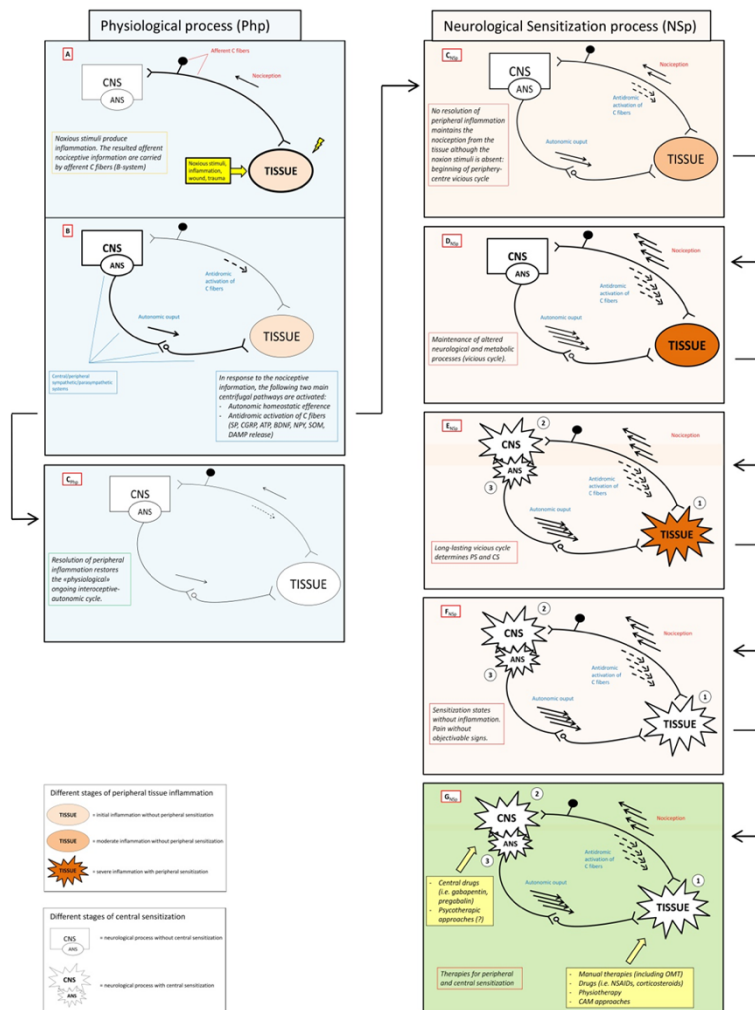 Physiological process (Php)
A
Afferent C fibers
CNS
ANS
Nociception
Noxious stimuli produce
inflammation. The resulted afferent
nociceptive information are carried
by afferent C fibers (B-system)
Noxious stimuli,
inflammation,
wound, trauma
TISSUE
B
CNS
ANS
Antidromic
activation of
C fibers
Autonomic ouput
TISSUE
Central/peripheral
sympathetic/parasympathetic
systems
In response to the nociceptive
information, the following two main
centrifugal pathways are activated:
- Autonomic homeostatic efference
- Antidromic activation of C fibers
(SP, CGRP, ATP, BDNF, NPY, SOM,
DAMP release)
CPhp
CNS
ANS
TISSUE
Resolution of peripheral
inflammation restores
the «physiological»
ongoing interoceptive-
autonomic cycle.
Different stages of peripheral tissue inflammation
TISSUE = initial inflammation without peripheral sensitization
TISSUE = moderate inflammation without peripheral sensitization
TISSUE = severe inflammation with peripheral sensitization
Different stages of central sensitization
CNS
ANS
= neurological process without central sensitization
CNS
ANS
= neurological process with central sensitization
Neurological Sensitization process (NSp)
CNSp
CNS
ANS
Nociception
Antidromic
activation of
C fibers
No resolution of
peripheral inflammation
maintains the
nociception from the
tissue although the
noxion stimuli is absent:
beginning of periphery-
centre vicious cycle
Autonomic ouput
TISSUE
DNSp
CNS
ANS
Nociception
Antidromic
activation of
C fibers
Autonomic ouput
TISSUE
Maintenance of altered
neurological and metabolic
processes (vicious cycle).
ENSp
2
CNS
ANS
3
Nociception
Antidromic
activation of
C fibers
Autonomic ouput
1
TISSUE
Long-lasting vicious cycle
determines PS and CS
FNSp
2
CNS
ANS
3
Nociception
Antidromic
activation of
C fibers
Autonomic ouput
1
TISSUE
Sensitization states
without inflammation.
Pain without
objectivable signs.
GNSp
2
CNS
ANS
3
Nociception
Antidromic
activation of
C fibers
Autonomic ouput
1
TISSUE
- Central drugs
(i.e. gabapentin,
pregobalin)
- Psycotherapic
approaches (?)
Therapies for peripheral
and central sensitization
- Manual therapies (including OMT)
- Drugs (i.e. NSAIDs, corticosteroids)
- Physiotherapy
- CAM approaches